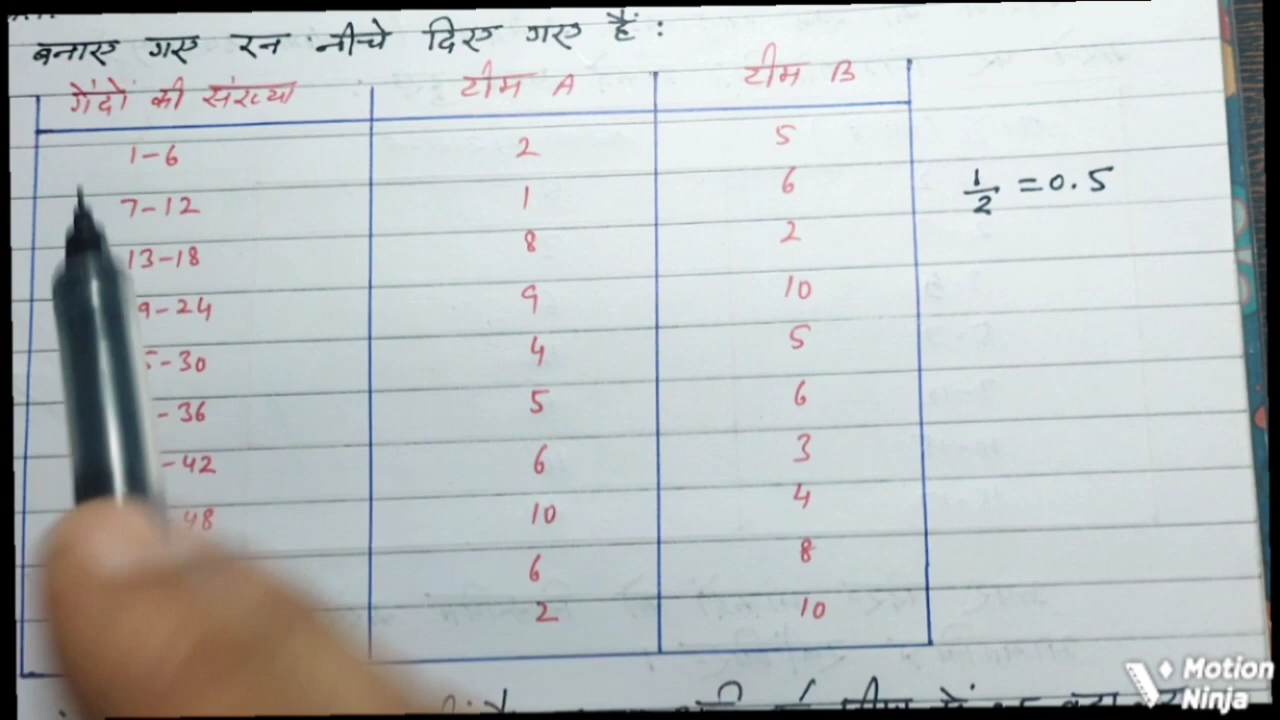 बनाए गए रन नीचे दिए गए हैं :
गेंदों की संख्या टीम A टीम B
1-6 2 5
7-12 1 6
13-18 8 2
9-24 9 10
-30 4 5
-36 5 6
-42 6 3
48 10 4
6 8
2 10
1/2 = 0.5
Motion
Ninja